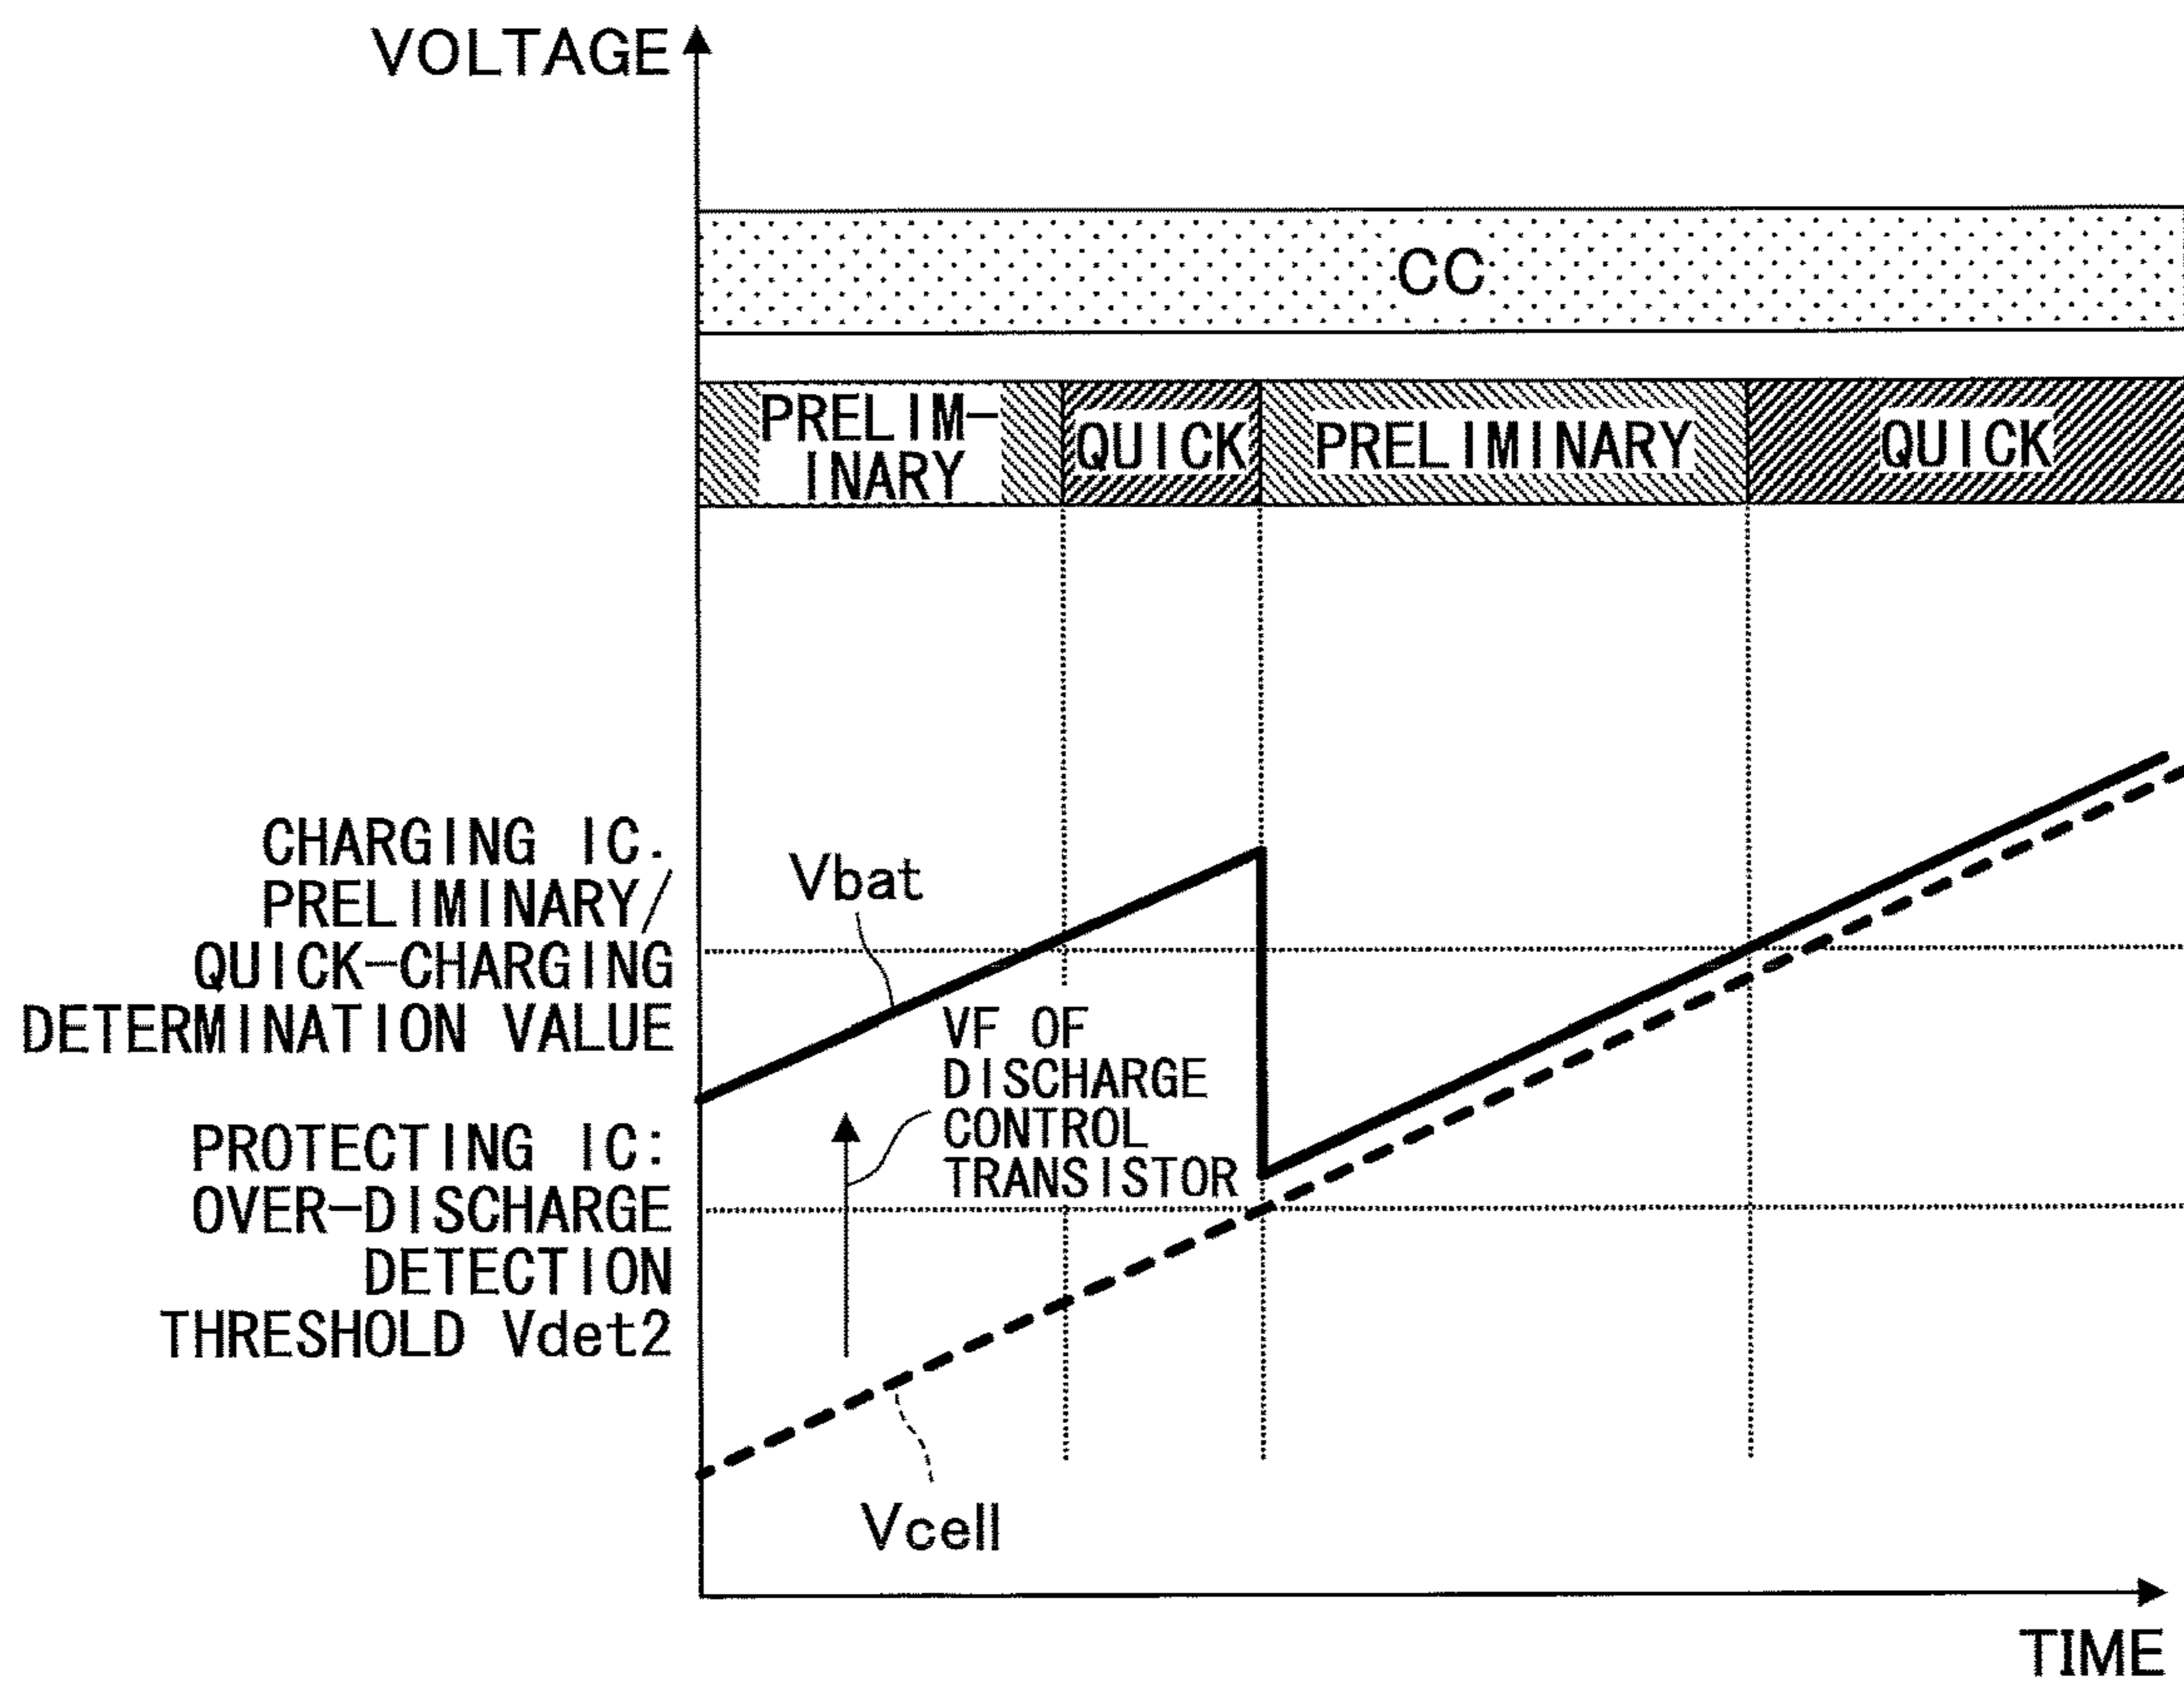 VOLTAGE
CC
PRELIM-
INARY
QUICK
PRELIMINARY
QUICK
CHARGING IC.
PRELIMINARY/
QUICK-CHARGING
DETERMINATION VALUE
Vbat
VF OF
DISCHARGE
CONTROL
TRANSISTOR
PROTECTING IC:
OVER-DISCHARGE
DETECTION
THRESHOLD Vdet2
Vcell
TIME